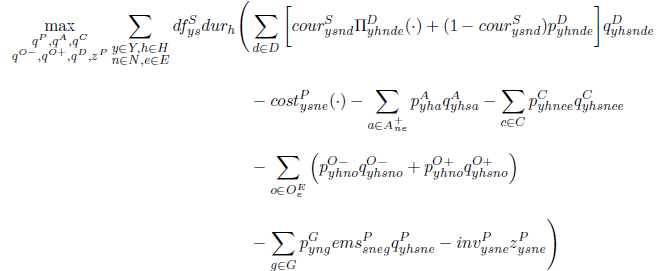 max_{q^P,q^A,q^C, q^{O-},q^{O+},q^D,z^P} ∑_{y∈Y,h∈H, n∈N,e∈E} df^S_{ys} dur_h ( ∑_{d∈D} [ cour^S_{ysnd} Π^D_{yhnde}(·) + (1 − cour^S_{ysnd}) p^D_{yhnde} ] q^D_{yhsnde}
− cost^P_{ysne}(·) − ∑_{a∈A^+_{ne}} p^A_{yha} q^A_{yhsa} − ∑_{c∈C} p^C_{yhnce} q^C_{yhsnce}
− ∑_{o∈O^E_e} ( p^{O−}_{yhno} q^{O−}_{yhsno} + p^{O+}_{yhno} q^{O+}_{yhsno} )
− ∑_{g∈G} p^G_{yng} ems^P_{sneg} q^P_{yhsne} − inv^P_{ysne} z^P_{ysne} )